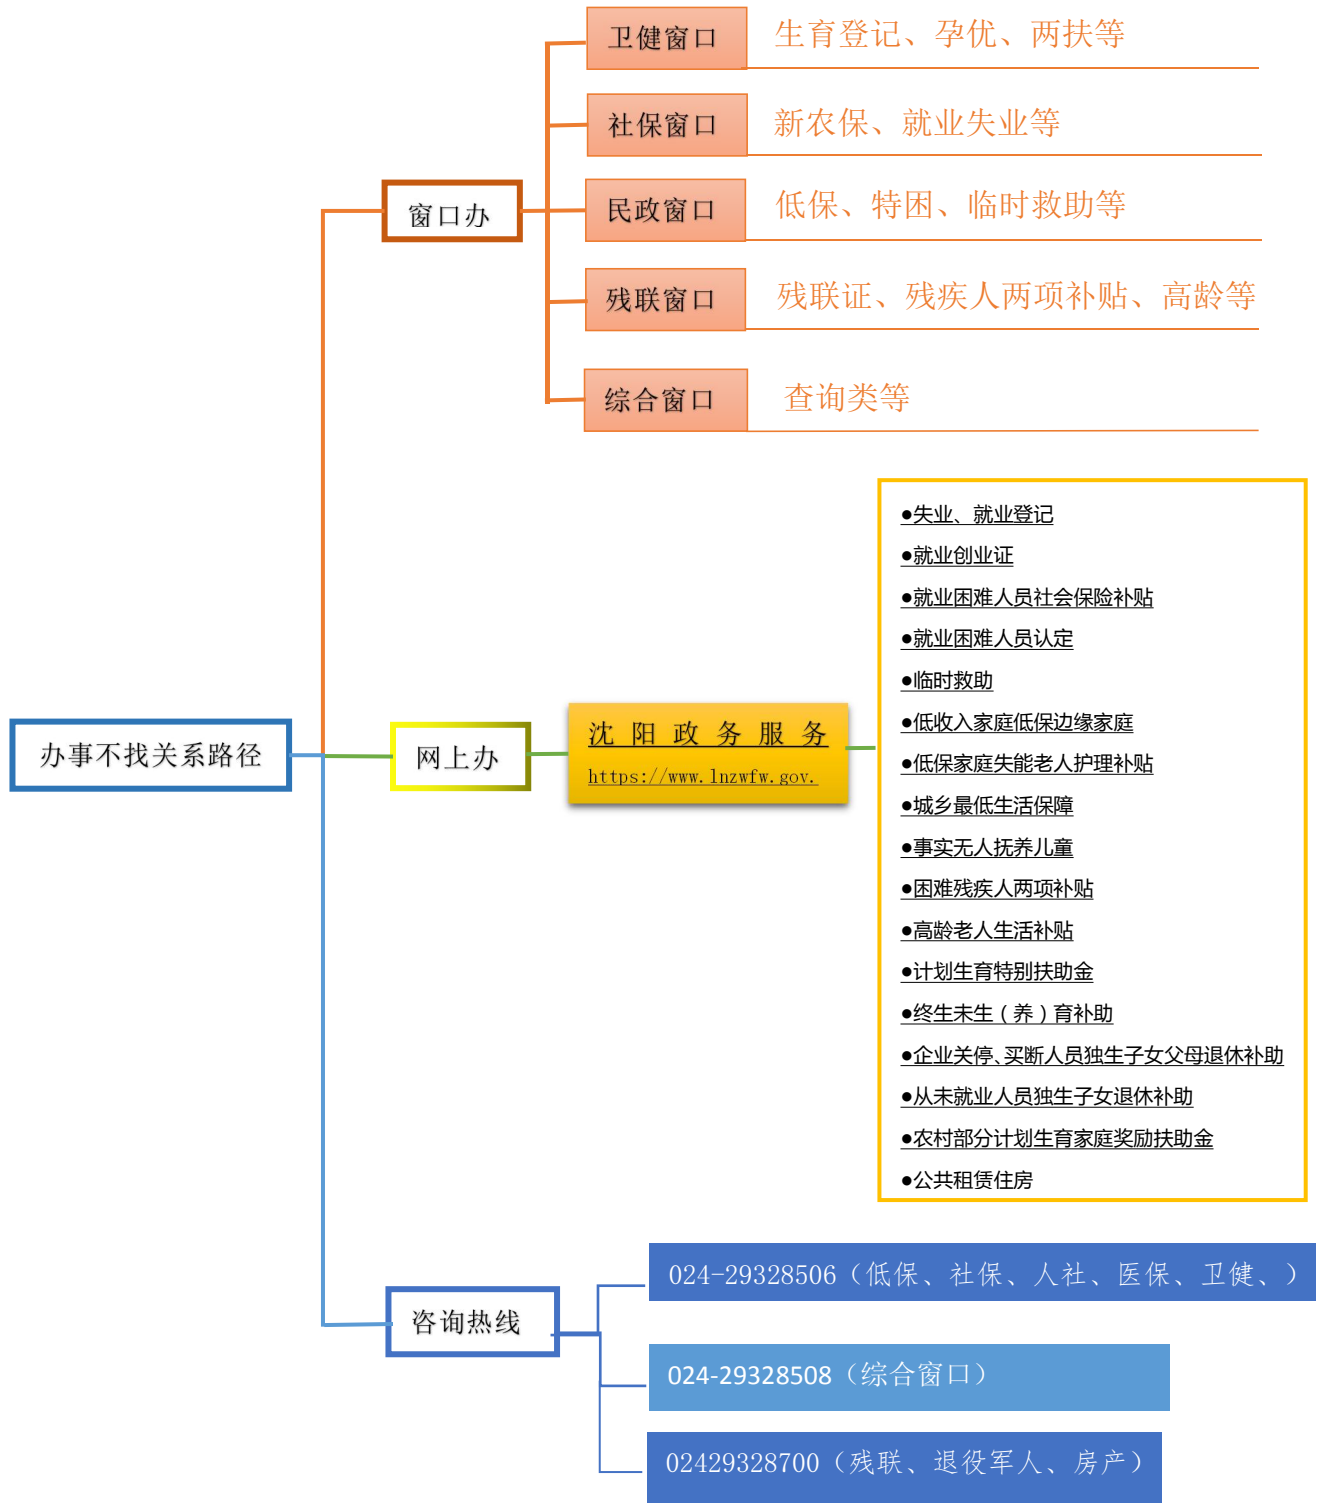 卫健窗口
生育登记、孕优、两扶等
社保窗口
新农保、就业失业等
窗口办
民政窗口
低保、特困、临时救助等
残联窗口
残联证、残疾人两项补贴、高龄等
综合窗口
查询类等
办事不找关系路径
网上办
沈阳政务服务
https://www.lnzwfw.gov.
●失业、就业登记
●就业创业证
●就业困难人员社会保险补贴
●就业困难人员认定
●临时救助
●低收入家庭低保边缘家庭
●低保家庭失能老人护理补贴
●城乡最低生活保障
●事实无人抚养儿童
●困难残疾人两项补贴
●高龄老人生活补贴
●计划生育特别扶助金
●终生未生（养）育补助
●企业关停、买断人员独生子女父母退休补助
●从未就业人员独生子女退休补助
●农村部分计划生育家庭奖励扶助金
●公共租赁住房
咨询热线
024-29328506（低保、社保、人社、医保、卫健、）
024-29328508（综合窗口）
02429328700（残联、退役军人、房产）